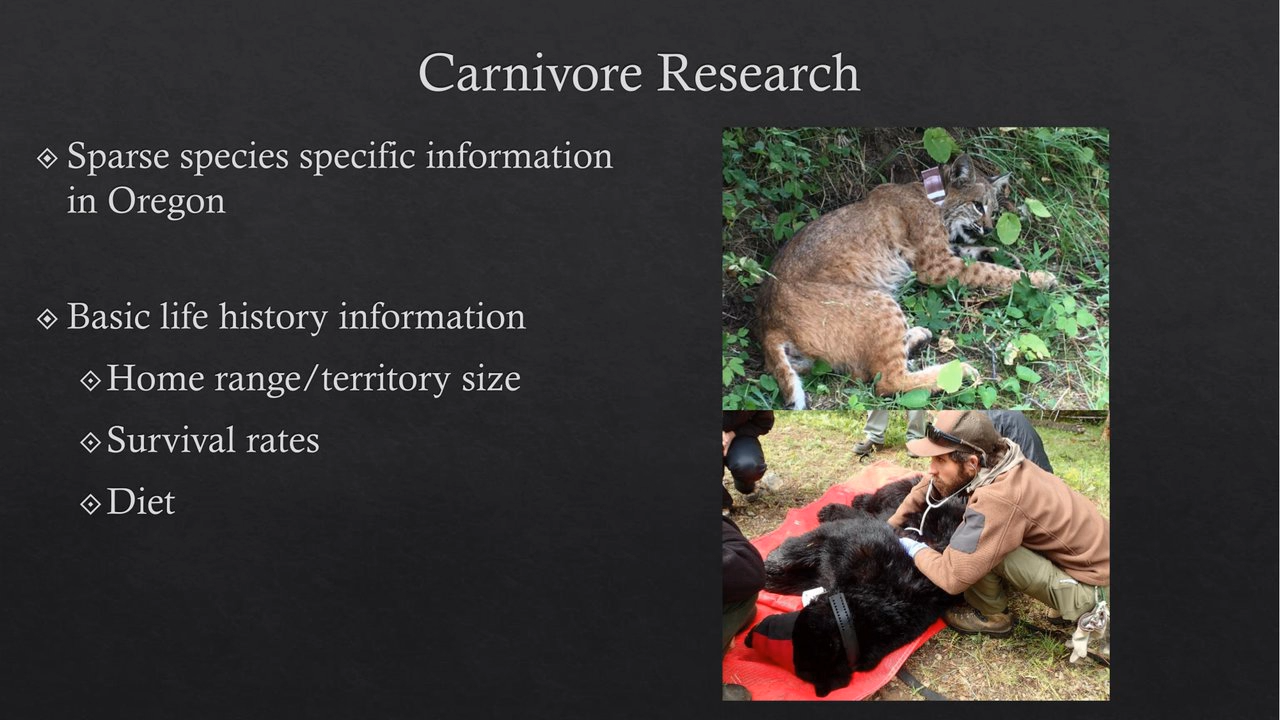 Carnivore Research
Sparse species specific information
in Oregon
Basic life history information
Home range/territory size
Survival rates
Diet